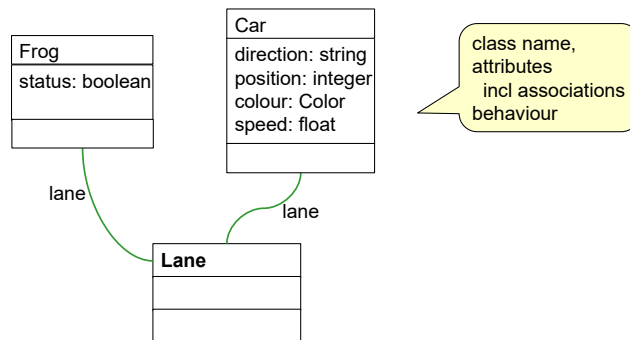 Frog
status: boolean
Car
direction: string
position: integer
colour: Color
speed: float
class name,
attributes
incl associations
behaviour
lane
lane
Lane